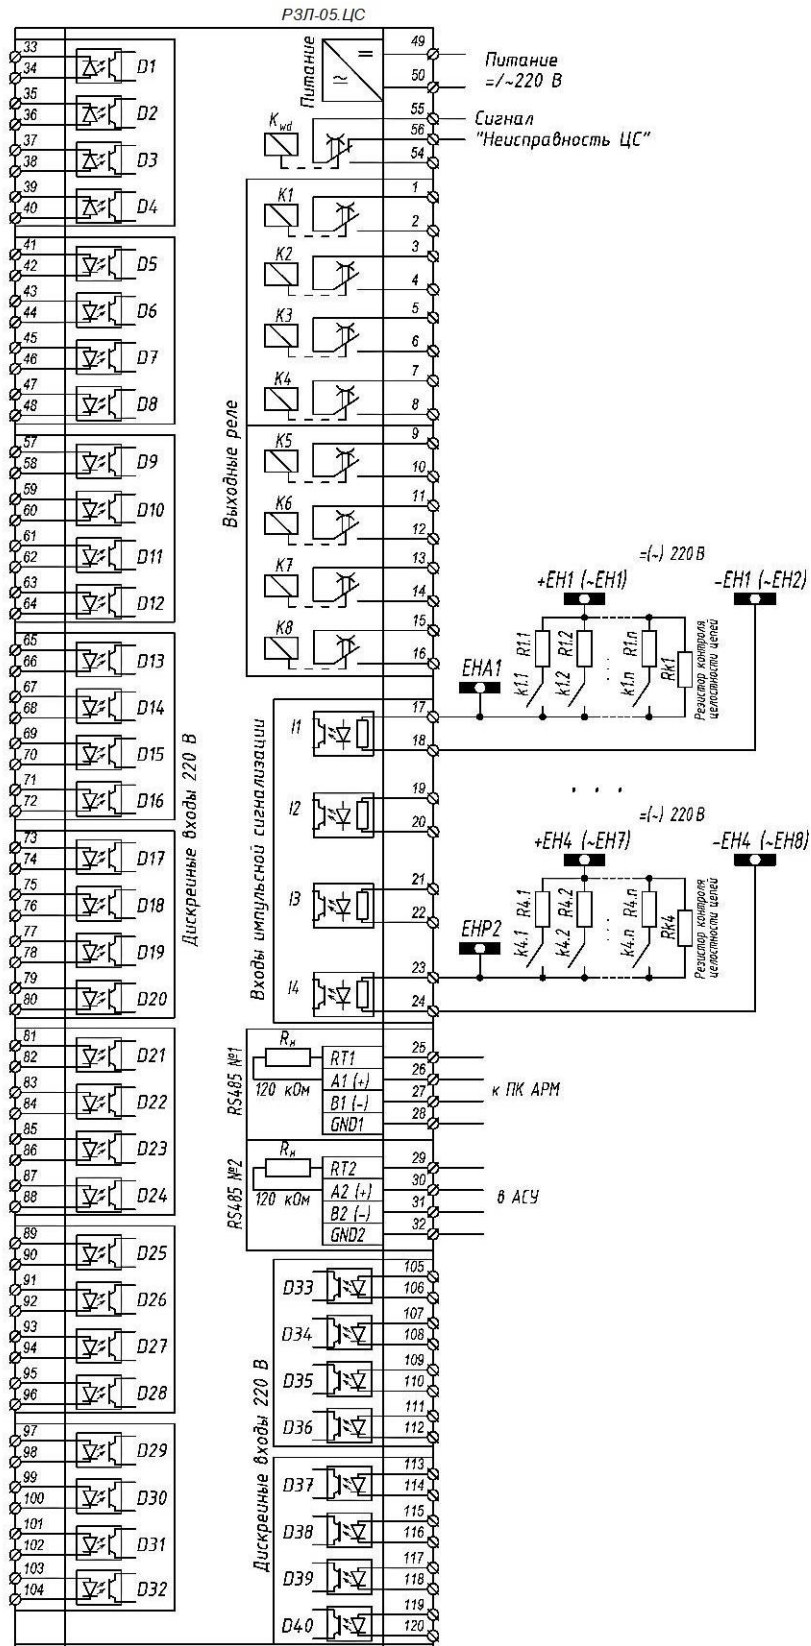 РЗЛ-05.ЦС
33
34
D1
35
36
D2
37
38
D3
39
40
D4
41
42
D5
43
44
D6
45
46
D7
47
48
D8
57
58
D9
59
60
D10
61
62
D11
63
64
D12
65
66
D13
67
68
D14
69
70
D15
71
72
D16
73
74
D17
75
76
D18
77
78
D19
79
80
D20
81
82
D21
83
84
D22
85
86
D23
87
88
D24
89
90
D25
91
92
D26
93
94
D27
95
96
D28
97
98
D29
99
100
D30
101
102
D31
103
104
D32
Дискрейные входы 220 В
Питание
=
~
49
50
Питание
=/~220 В
Kwd
55
56
54
Сигнал
"Неисправность ЦС"
Выходные реле
K1
1
2
K2
3
4
K3
5
6
K4
7
8
K5
9
10
K6
11
12
K7
13
14
K8
15
16
Входы импульсной сигнализации
I1
17
18
I2
19
20
I3
21
22
I4
23
24
=(~) 220 В
+EH1 (~EH1)
-EH1 (~EH2)
EHA1
R1.1
R1.2
R1.n
Rk1
k1.1
k1.2
k1.n
Резистор контроля
целостности цепей
. . .
=(~) 220 В
+EH4 (~EH7)
-EH4 (~EH8)
EHP2
R4.1
R4.2
R4.n
Rk4
k4.1
k4.2
k4.n
Резистор контроля
целостности цепей
RS485 №1
Rн
120 кОм
RT1
A1 (+)
B1 (-)
GND1
25
26
27
28
к ПК АРМ
RS485 №2
Rн
120 кОм
RT2
A2 (+)
B2 (-)
GND2
29
30
31
32
в АСУ
Дискрейные входы 220 В
D33
105
106
D34
107
108
D35
109
110
D36
111
112
D37
113
114
D38
115
116
D39
117
118
D40
119
120